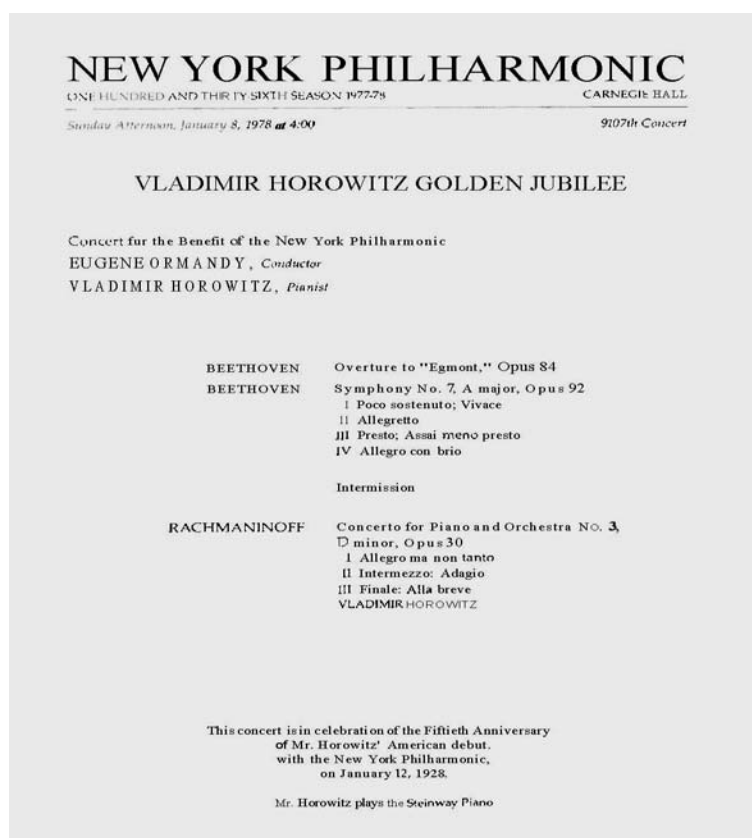 NEW YORK PHILHARMONIC
ONE HUNDRED AND THIRTY-SIXTH SEASON 1977-78 CARNEGIE HALL
Sunday Afternoon, January 8, 1978 at 4:00 9107th Concert
VLADIMIR HOROWITZ GOLDEN JUBILEE
Concert fur the Benefit of the New York Philharmonic
EUGENE ORMANDY, Conductor
VLADIMIR HOROWITZ, Pianist
BEETHOVEN Overture to "Egmont," Opus 84
BEETHOVEN Symphony No. 7, A major, Opus 92
I Poco sostenuto; Vivace
II Allegretto
III Presto; Assai meno presto
IV Allegro con brio
Intermission
RACHMANINOFF Concerto for Piano and Orchestra No. 3,
D minor, Opus 30
I Allegro ma non tanto
II Intermezzo: Adagio
III Finale: Alla breve
VLADIMIR HOROWITZ
This concert is in celebration of the Fiftieth Anniversary
of Mr. Horowitz' American debut.
with the New York Philharmonic,
on January 12, 1928.
Mr. Horowitz plays the Steinway Piano